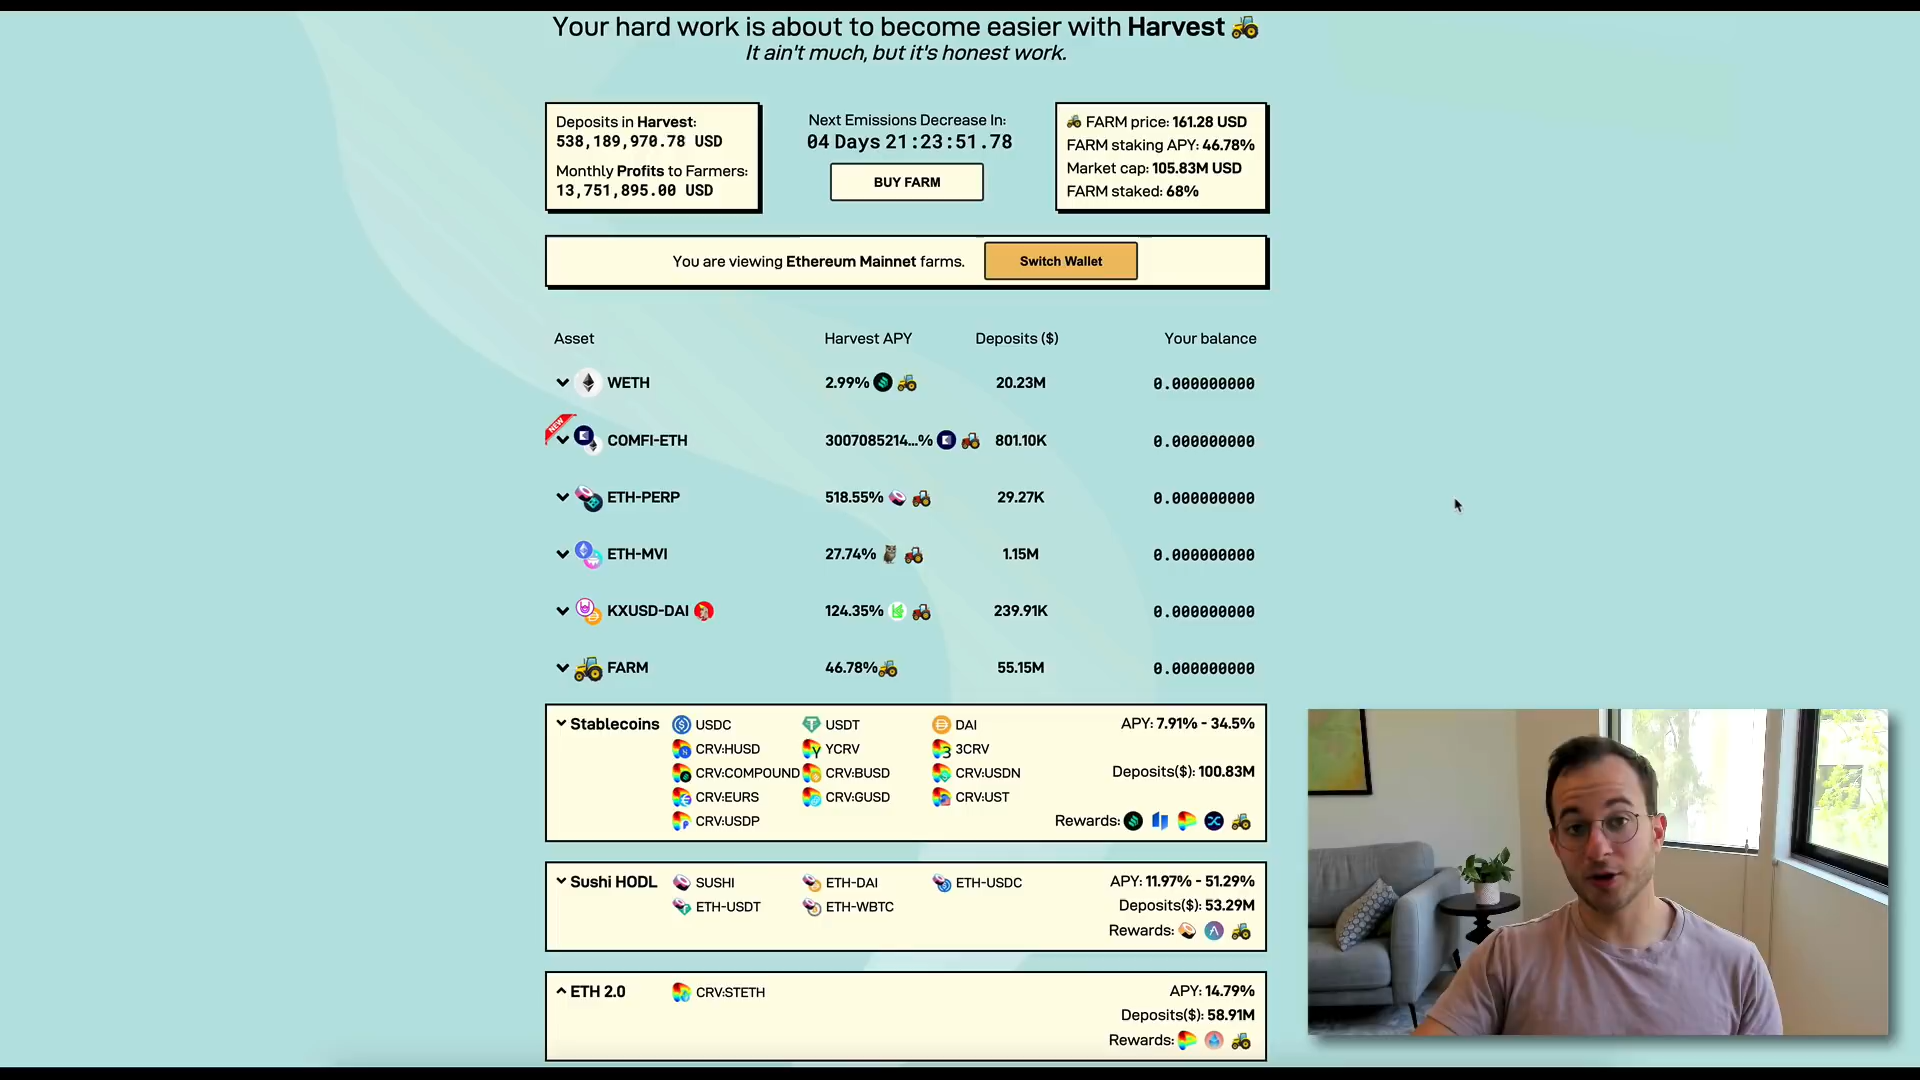 Your hard work is about to become easier with Harvest
It ain't much, but it's honest work.
Deposits in Harvest:
538,189,970.78 USD
Monthly Profits to Farmers:
13,751,895.00 USD
Next Emissions Decrease In:
04 Days 21:23:51.78
BUY FARM
FARM price: 161.28 USD
FARM staking APY: 46.78%
Market cap: 105.83M USD
FARM staked: 68%
You are viewing Ethereum Mainnet farms.
Switch Wallet
Asset Harvest APY Deposits ($) Your balance
WETH 2.99% 20.23M 0.000000000
NEW
COMFI-ETH 3007085214...% 801.10K 0.000000000
ETH-PERP 518.55% 29.27K 0.000000000
ETH-MVI 27.74% 1.15M 0.000000000
KXUSD-DAI 124.35% 239.91K 0.000000000
FARM 46.78% 55.15M 0.000000000
Stablecoins USDC USDT DAI APY: 7.91% - 34.5%
CRV:HUSD YCRV 3CRV
CRV:COMPOUND CRV:BUSD CRV:USDN Deposits($): 100.83M
CRV:EURS CRV:GUSD CRV:UST
CRV:USDP Rewards:
Sushi HODL SUSHI ETH-DAI ETH-USDC APY: 11.97% - 51.29%
ETH-USDT ETH-WBTC Deposits($): 53.29M
Rewards:
ETH 2.0 CRV:STETH APY: 14.79%
Deposits($): 58.91M
Rewards: